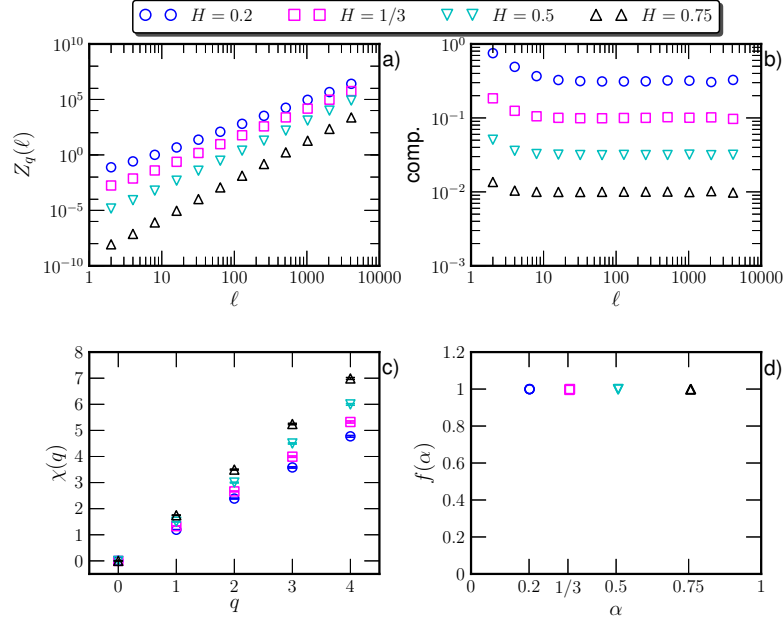 H = 0.2 H = 1/3 H = 0.5 H = 0.75
a)
Z_q(ℓ)
10^10
10^5
10^0
10^−5
10^−10
1 10 100 1000 10000
ℓ
b)
comp.
10^0
10^−1
10^−2
10^−3
1 10 100 1000 10000
ℓ
c)
χ(q)
8
7
6
5
4
3
2
1
0
0 1 2 3 4
q
d)
f(α)
1.2
1
0.8
0.6
0.4
0.2
0
0 0.2 1/3 0.5 0.75 1
α